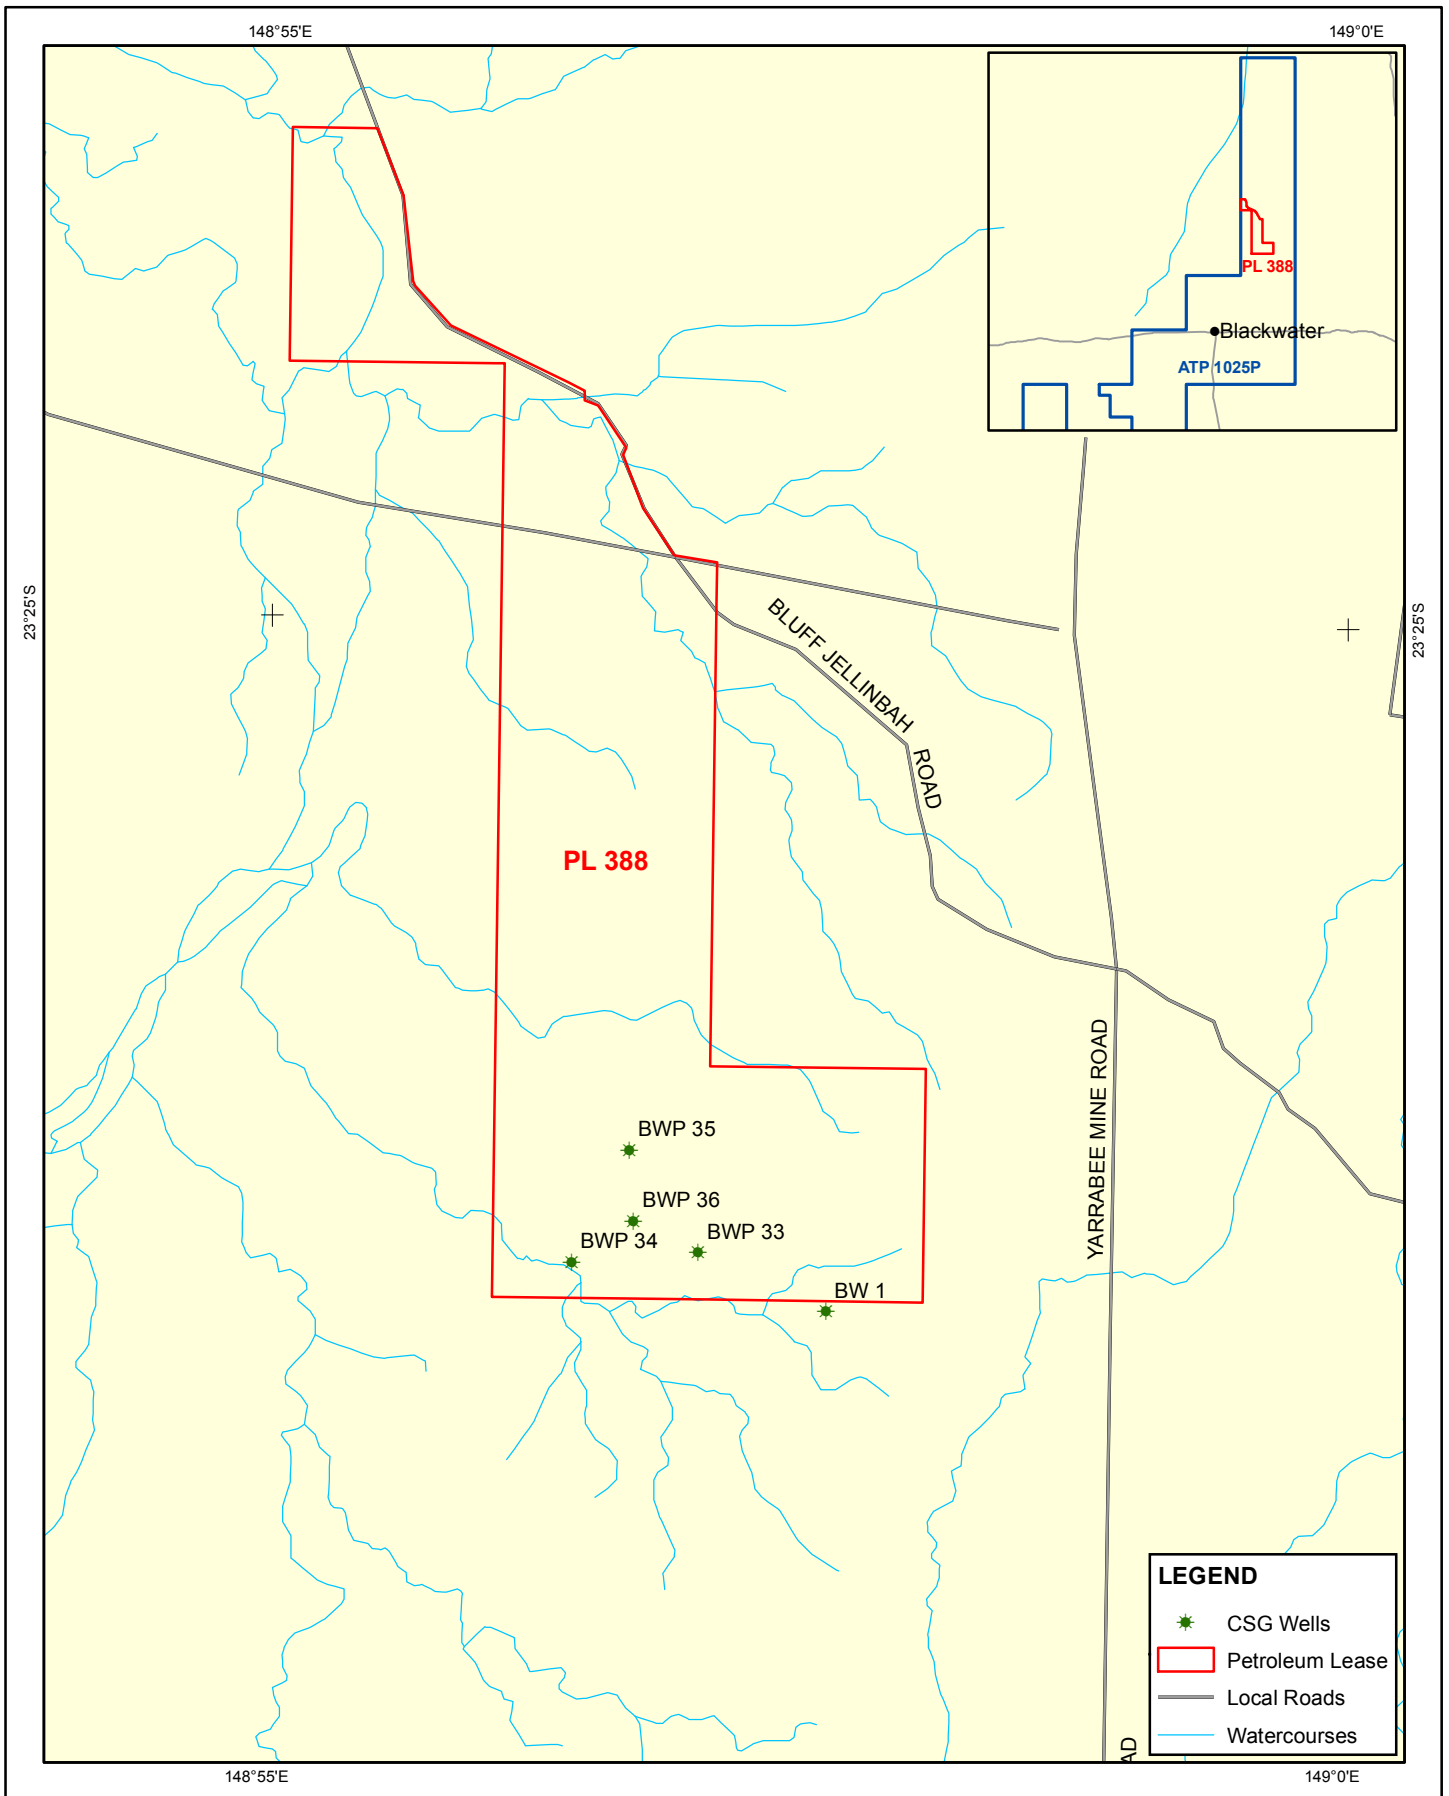 148°55'E
149°0'E
PL 388
Blackwater
ATP 1025P
23°25'S
23°25'S
BLUFF JELLINBAH
ROAD
PL 388
YARRABEE MINE ROAD
BWP 35
BWP 36
BWP 33
BWP 34
BW 1
LEGEND
CSG Wells
Petroleum Lease
Local Roads
Watercourses
AD
148°55'E
149°0'E